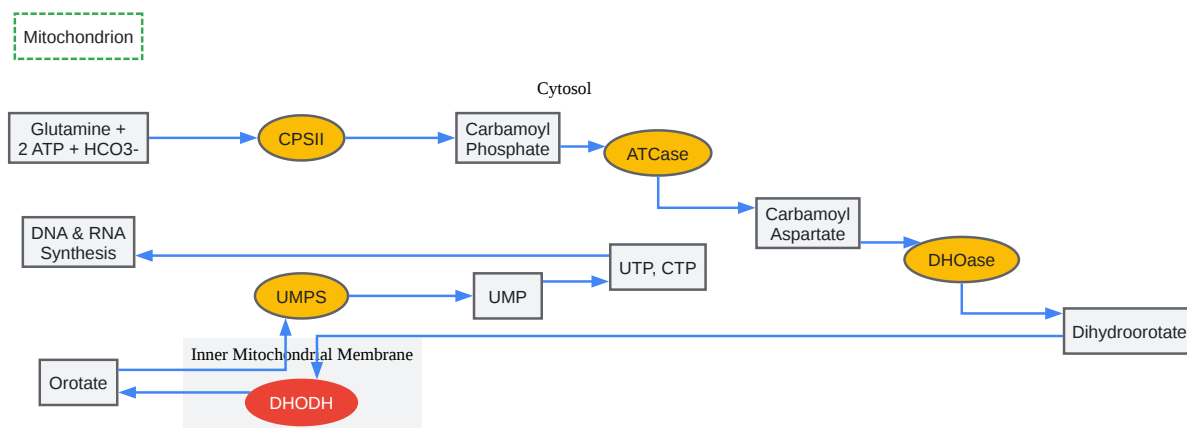 Mitochondrion
Cytosol
Glutamine +
2 ATP + HCO3-
CPSII
Carbamoyl
Phosphate
ATCase
Carbamoyl
Aspartate
DHOase
DNA & RNA
Synthesis
UTP, CTP
UMPS
UMP
Dihydroorotate
Inner Mitochondrial Membrane
Orotate
DHODH